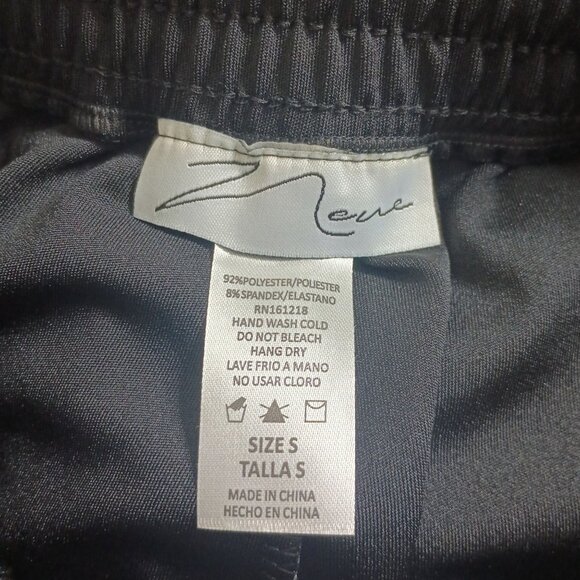 92%POLYESTER/POLIESTER
8%SPANDEX/ELASTANO
RN161218
HAND WASH COLD
DO NOT BLEACH
HANG DRY
LAVE FRIO A MANO
NO USAR CLORO
SIZE S
TALLA S
MADE IN CHINA
HECHO EN CHINA